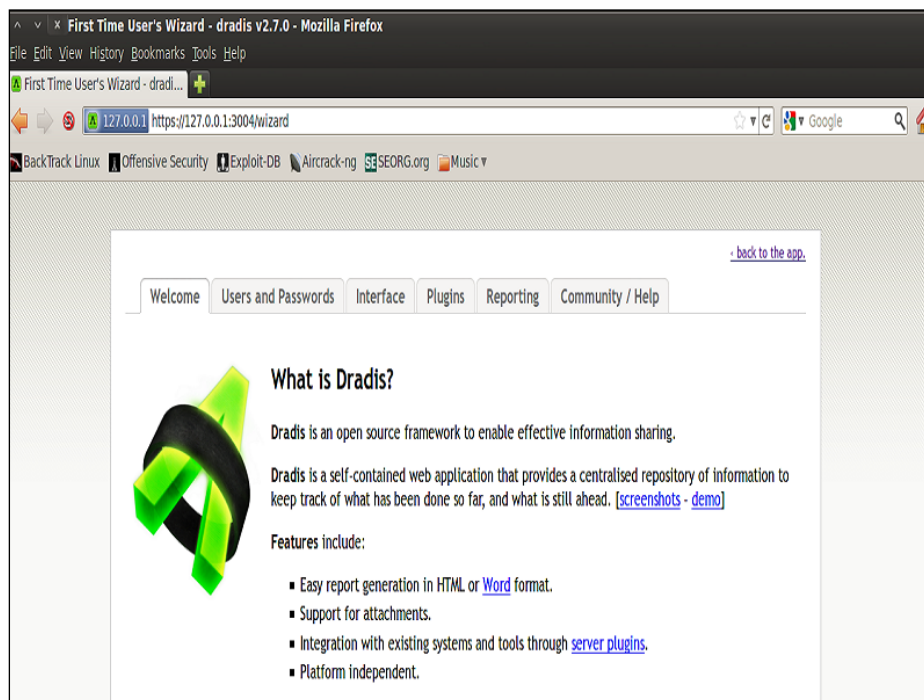 First Time User's Wizard - dradis v2.7.0 - Mozilla Firefox
File Edit View History Bookmarks Tools Help
First Time User's Wizard - dradi...
127.0.0.1 https://127.0.0.1:3004/wizard Google
BackTrack Linux Offensive Security Exploit-DB Aircrack-ng SE SEORG.org Music
‹ back to the app.
Welcome Users and Passwords Interface Plugins Reporting Community / Help
What is Dradis?
Dradis is an open source framework to enable effective information sharing.
Dradis is a self-contained web application that provides a centralised repository of information to
keep track of what has been done so far, and what is still ahead. [screenshots - demo]
Features include:
▪ Easy report generation in HTML or Word format.
▪ Support for attachments.
▪ Integration with existing systems and tools through server plugins.
▪ Platform independent.